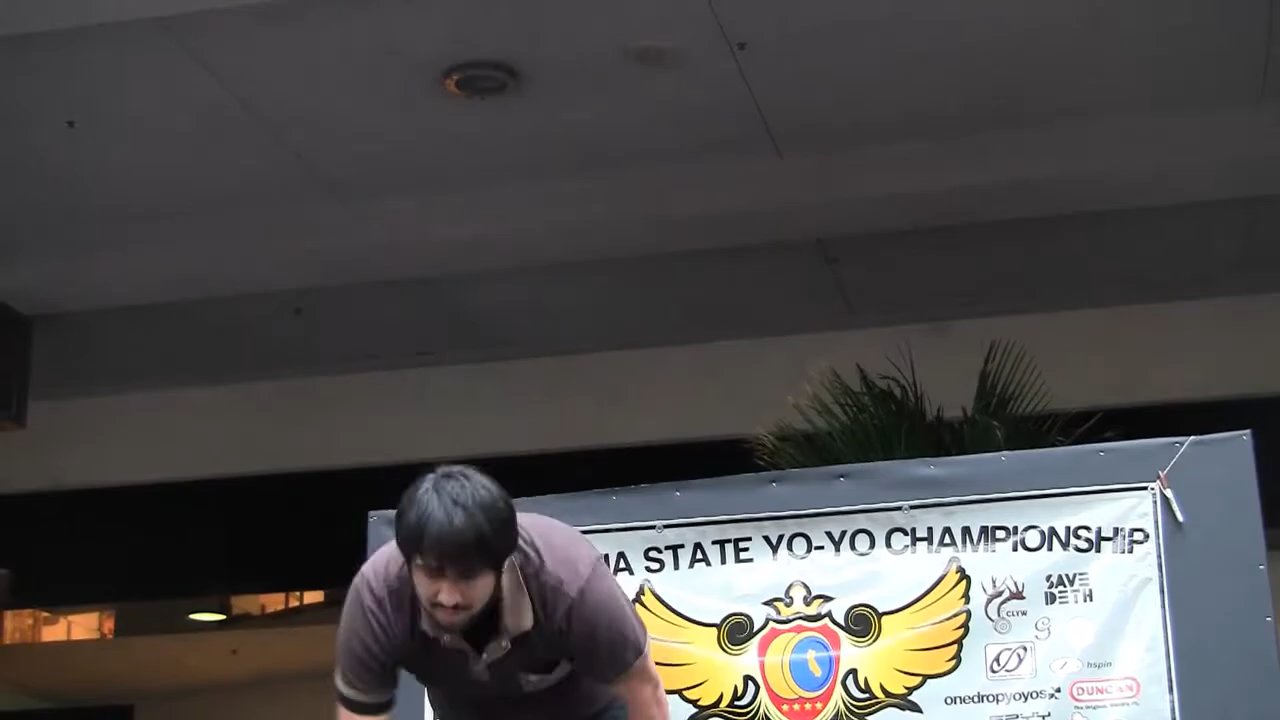 IA STATE YO-YO CHAMPIONSHIP
CLYW
SAVE
DETH
hspin
onedropyoyos
DUNCAN